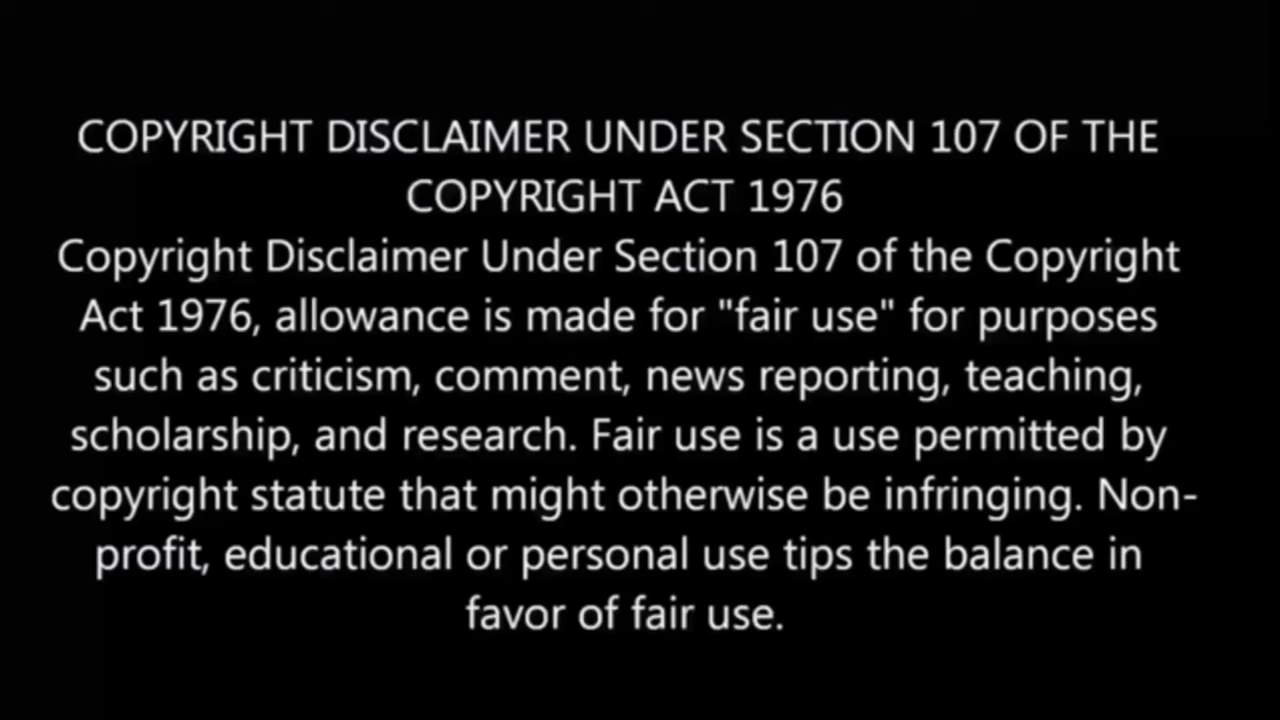 COPYRIGHT DISCLAIMER UNDER SECTION 107 OF THE
COPYRIGHT ACT 1976
Copyright Disclaimer Under Section 107 of the Copyright
Act 1976, allowance is made for "fair use" for purposes
such as criticism, comment, news reporting, teaching,
scholarship, and research. Fair use is a use permitted by
copyright statute that might otherwise be infringing. Non-
profit, educational or personal use tips the balance in
favor of fair use.